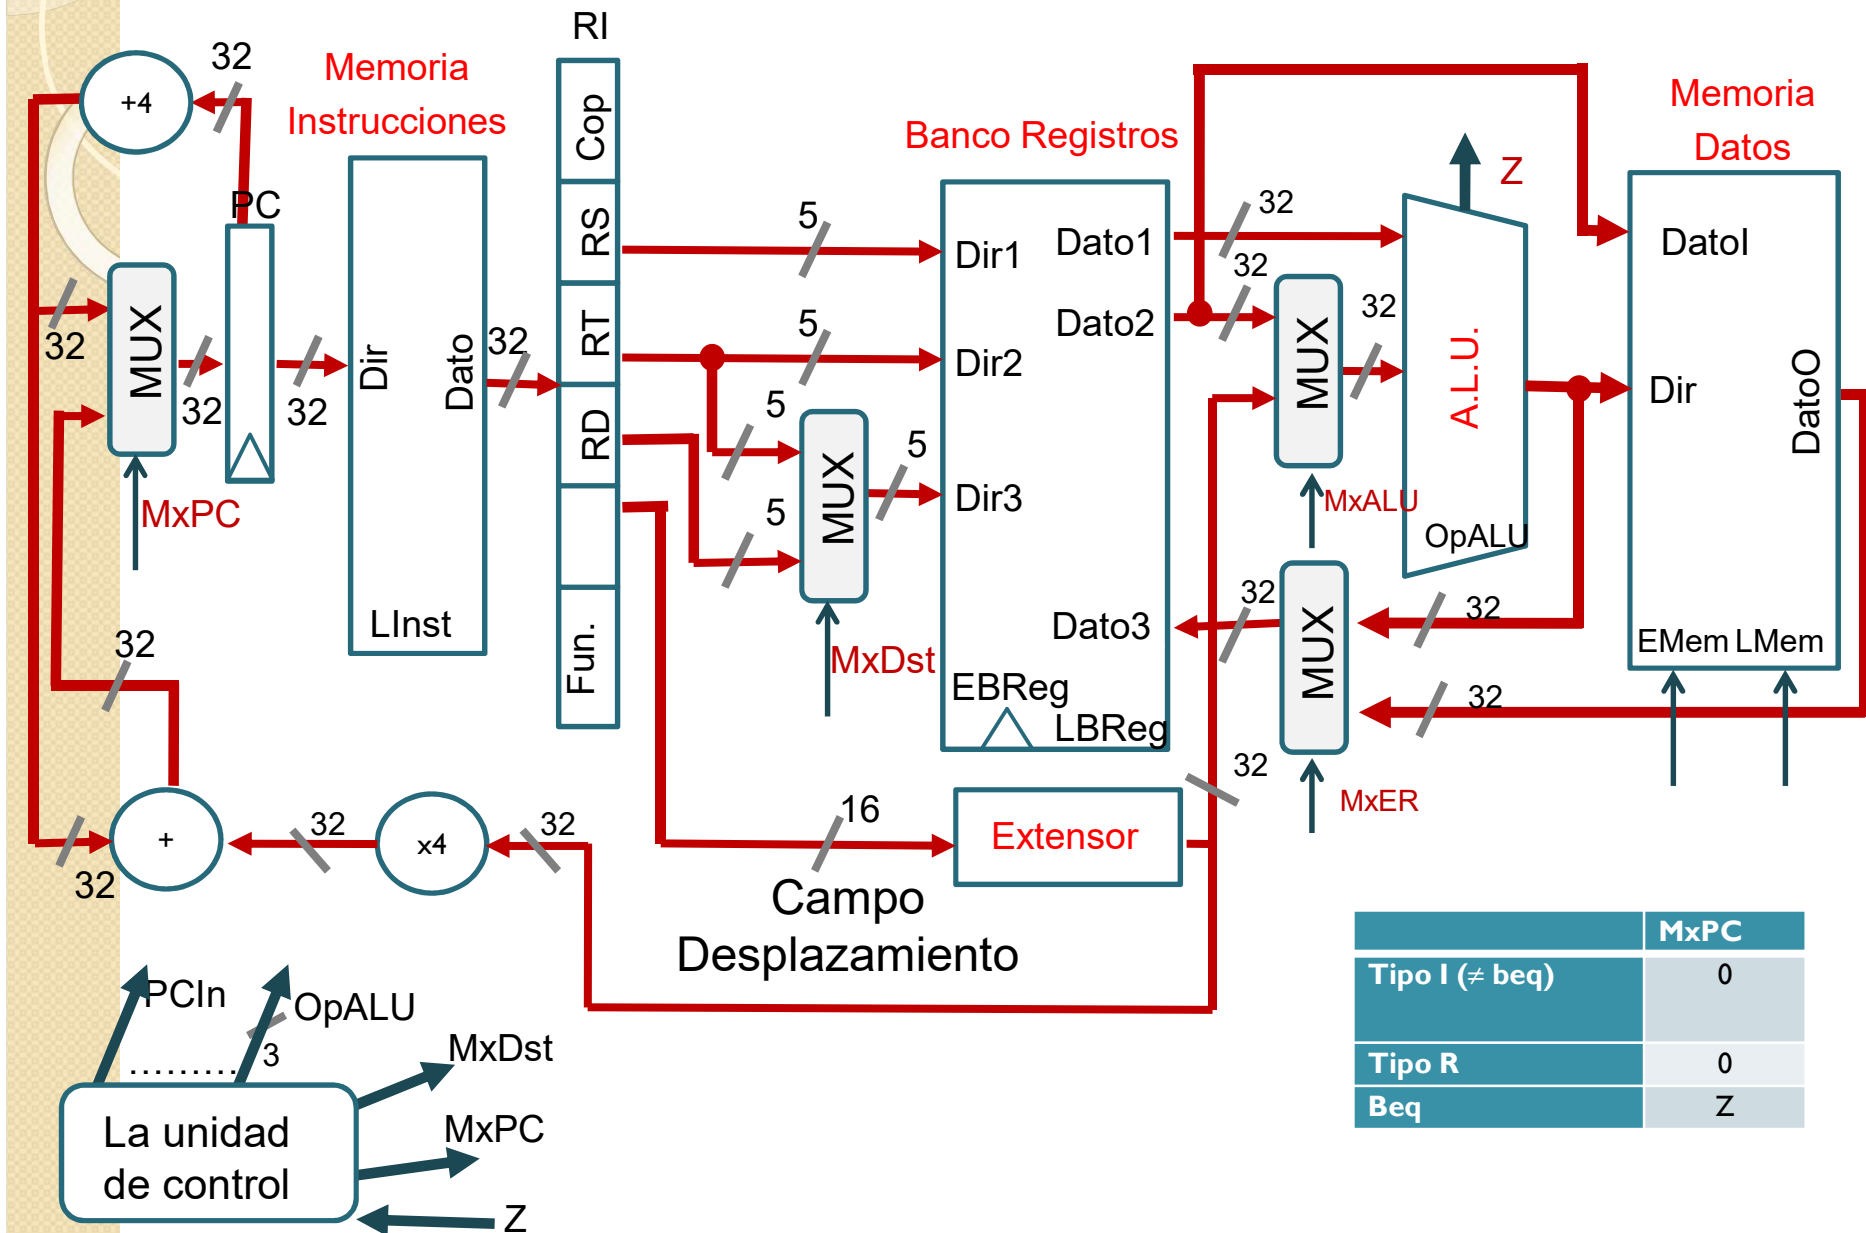 RI
32
Memoria
Instrucciones
+4
PC
32
MUX
32
32
MxPC
Dir
Dato
LInst
32
Cop
RS
RT
RD
Fun.
5
5
5
5
5
MUX
MxDst
Banco Registros
Dir1
Dir2
Dir3
Dato1
Dato2
Dato3
EBReg
LBReg
32
32
32
MUX
MxALU
Z
A.L.U.
OpALU
Memoria
Datos
DatoI
Dir
DatoO
EMem
LMem
32
MUX
32
32
MxER
32
32
+
32
32
x4
32
16
Extensor
Campo
Desplazamiento
PCIn
OpALU
3
.........
MxDst
MxPC
Z
La unidad
de control
MxPC
Tipo I (≠ beq) 0
Tipo R 0
Beq Z